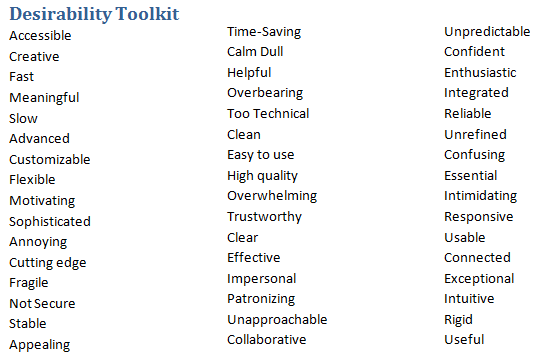 Desirability Toolkit
Accessible
Creative
Fast
Meaningful
Slow
Advanced
Customizable
Flexible
Motivating
Sophisticated
Annoying
Cutting edge
Fragile
Not Secure
Stable
Appealing
Time-Saving
Calm Dull
Helpful
Overbearing
Too Technical
Clean
Easy to use
High quality
Overwhelming
Trustworthy
Clear
Effective
Impersonal
Patronizing
Unapproachable
Collaborative
Unpredictable
Confident
Enthusiastic
Integrated
Reliable
Unrefined
Confusing
Essential
Intimidating
Responsive
Usable
Connected
Exceptional
Intuitive
Rigid
Useful